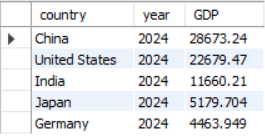 country year GDP
China 2024 28673.24
United States 2024 22679.47
India 2024 11660.21
Japan 2024 5179.704
Germany 2024 4463.949